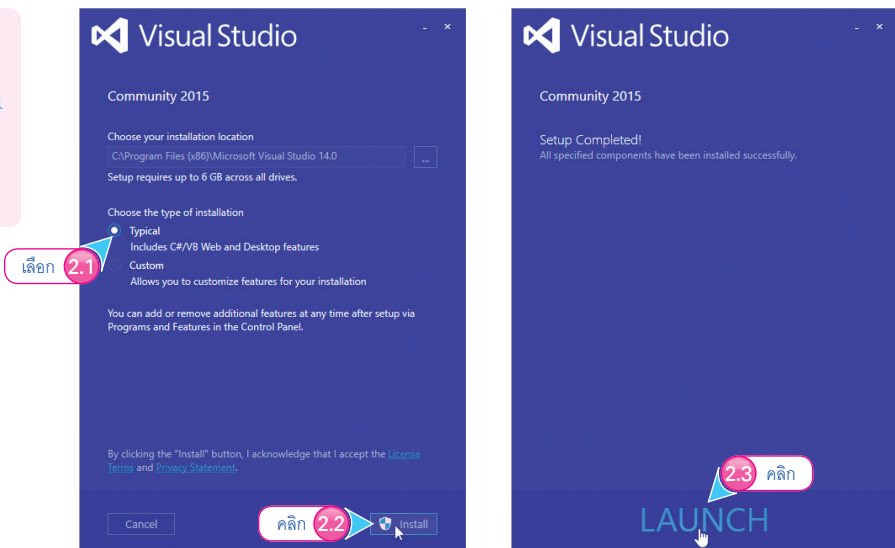 Visual Studio
Community 2015
Choose your installation location
C:\Program Files (x86)\Microsoft Visual Studio 14.0
...
Setup requires up to 6 GB across all drives.
Choose the type of installation
Typical
Includes C#/VB Web and Desktop features
เลือก 2.1
Custom
Allows you to customize features for your installation
You can add or remove additional features at any time after setup via
Programs and Features in the Control Panel.
By clicking the "Install" button, I acknowledge that I accept the License
Terms and Privacy Statement.
Cancel
คลิก 2.2
Install
Visual Studio
Community 2015
Setup Completed!
All specified components have been installed successfully.
2.3 คลิก
LAUNCH